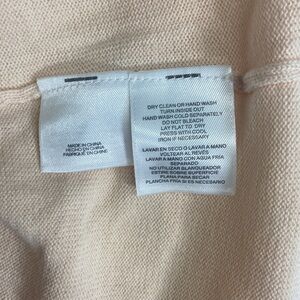 MADE IN CHINA
HECHO EN CHINA
FABRIQUÉ EN CHINE
DRY CLEAN OR HAND WASH
TURN INSIDE OUT
HAND WASH COLD SEPARATELY
DO NOT BLEACH
LAY FLAT TO DRY
PRESS WITH COOL
IRON IF NECESSARY
LAVAR EN SECO O LAVAR A MANO
VOLTEAR AL REVÉS
LAVAR A MANO CON AGUA FRIA
SEPARADO
NO UTILIZAR BLANQUEADOR
ESTIRE SOBRE SUPERFICIE
PLANA PARA SECAR
PLANCHA FRIA SI ES NECESARIO